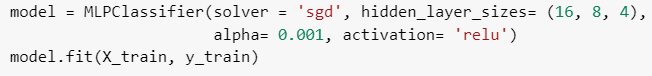 model = MLPClassifier(solver = 'sgd', hidden_layer_sizes= (16, 8, 4),
alpha= 0.001, activation= 'relu')
model.fit(X_train, y_train)